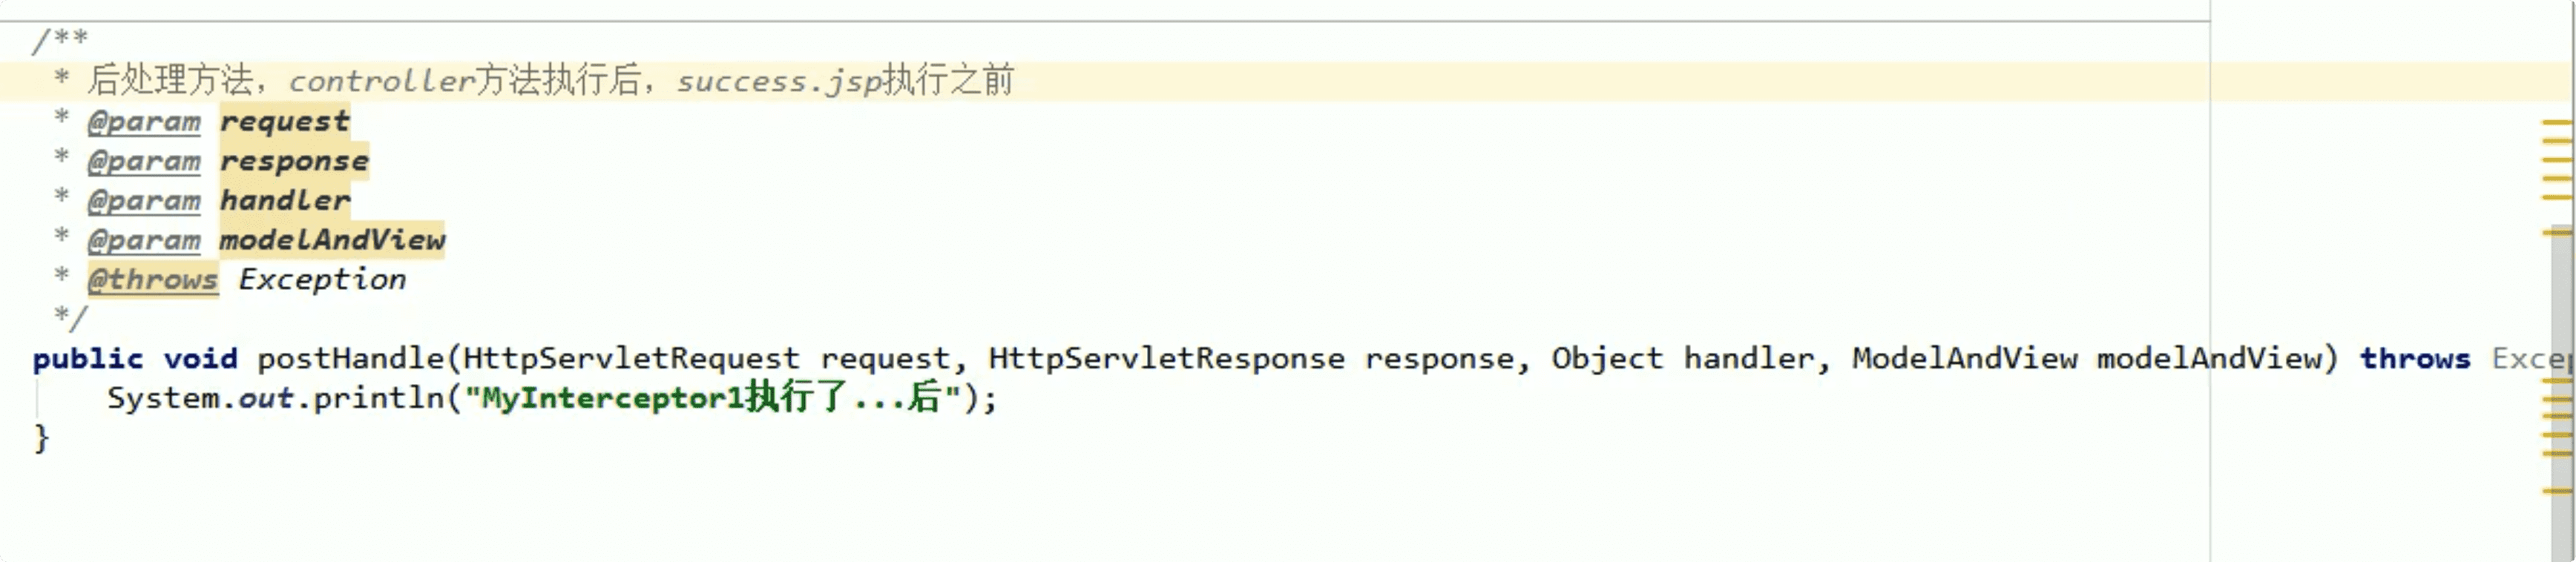 /**
 * 后处理方法，controller方法执行后，success.jsp执行之前
 * @param request
 * @param response
 * @param handler
 * @param modelAndView
 * @throws Exception
 */
public void postHandle(HttpServletRequest request, HttpServletResponse response, Object handler, ModelAndView modelAndView) throws Excep
    System.out.println("MyInterceptor1执行了...后");
}